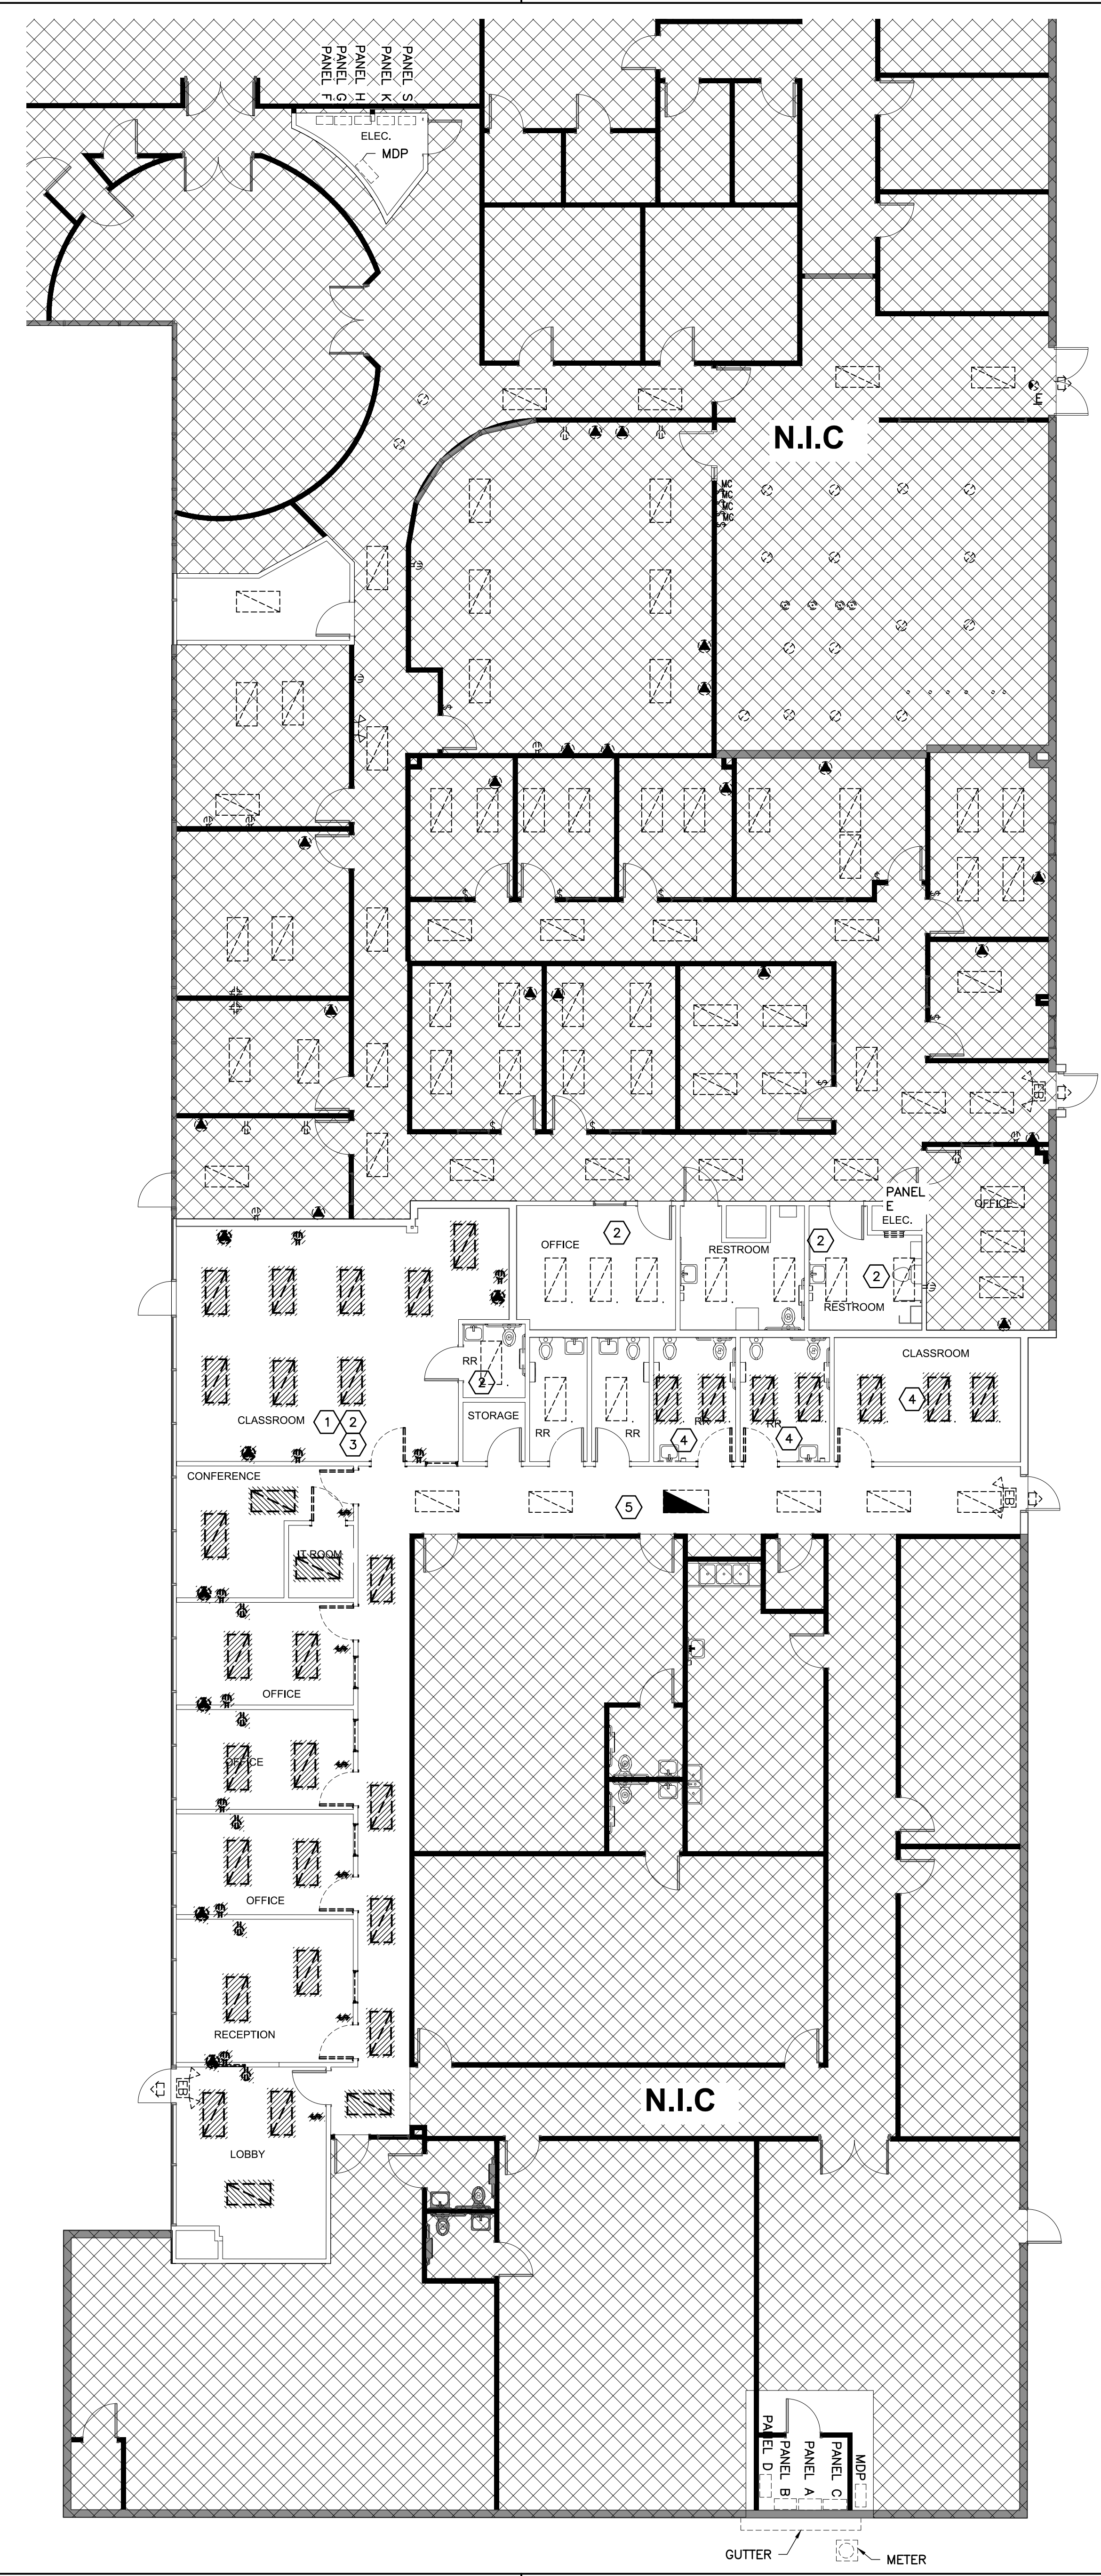 PANEL F
PANEL G
PANEL H
PANEL K
PANEL S
ELEC.
MDP
E
N.I.C
MC
MC
MC
MC
EB
PANEL
E
ELEC.
OFFICE
OFFICE
2
RESTROOM
2
2
RESTROOM
RR
2
CLASSROOM
4
CLASSROOM
1
2
3
STORAGE
RR
RR
RR
4
RR
4
CONFERENCE
5
EB
IT ROOM
OFFICE
OFFICE
OFFICE
RECEPTION
EB
LOBBY
N.I.C
PANEL D
PANEL B
PANEL A
PANEL C
MDP
GUTTER
METER